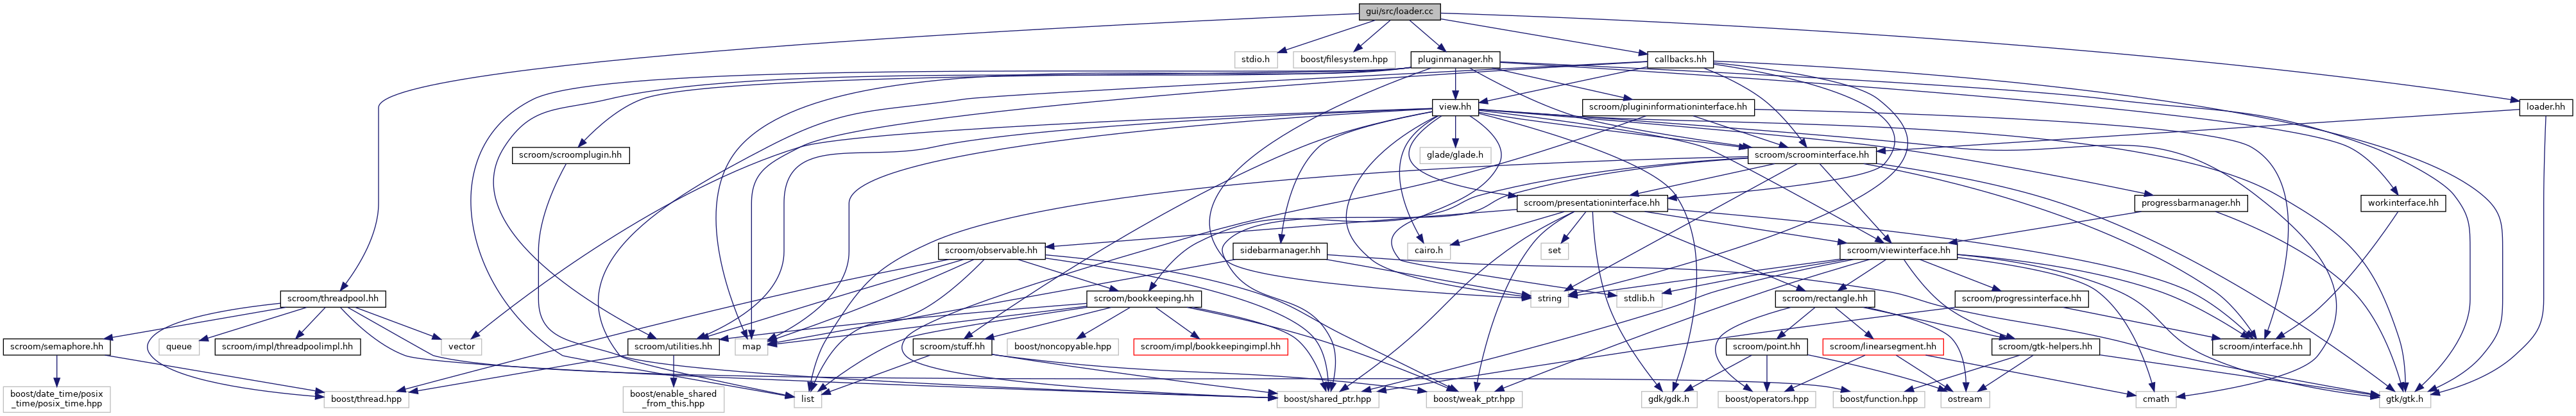 gui/src/loader.cc
stdio.h
boost/filesystem.hpp
pluginmanager.hh
callbacks.hh
view.hh
scroom/plugininformationinterface.hh
loader.hh
scroom/scroomplugin.hh
glade/glade.h
scroom/scroominterface.hh
scroom/presentationinterface.hh
progressbarmanager.hh
workinterface.hh
scroom/observable.hh
sidebarmanager.hh
cairo.h
set
scroom/viewinterface.hh
scroom/threadpool.hh
scroom/bookkeeping.hh
string
stdlib.h
scroom/rectangle.hh
scroom/progressinterface.hh
scroom/semaphore.hh
queue
scroom/impl/threadpoolimpl.hh
vector
scroom/utilities.hh
map
scroom/stuff.hh
boost/noncopyable.hpp
scroom/impl/bookkeepingimpl.hh
scroom/point.hh
scroom/linearsegment.hh
scroom/gtk-helpers.hh
scroom/interface.hh
boost/date_time/posix
_time/posix_time.hpp
boost/thread.hpp
boost/enable_shared
_from_this.hpp
list
boost/shared_ptr.hpp
boost/weak_ptr.hpp
gdk/gdk.h
boost/operators.hpp
boost/function.hpp
ostream
cmath
gtk/gtk.h